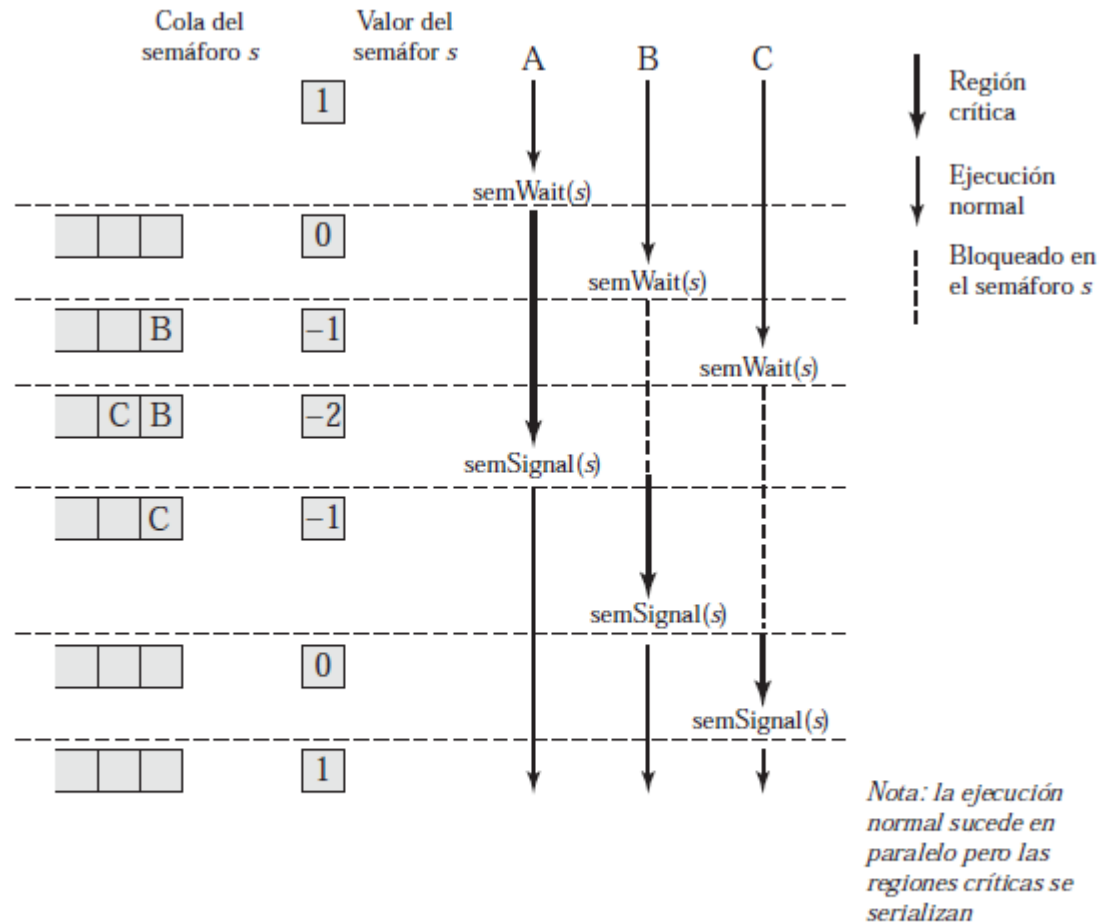 Cola del
semáforo s
Valor del
semáfor s
A
B
C
1
semWait(s)
0
semWait(s)
B
–1
semWait(s)
C B
–2
semSignal(s)
C
–1
semSignal(s)
0
semSignal(s)
1
Región
crítica
Ejecución
normal
Bloqueado en
el semáforo s
Nota: la ejecución
normal sucede en
paralelo pero las
regiones críticas se
serializan